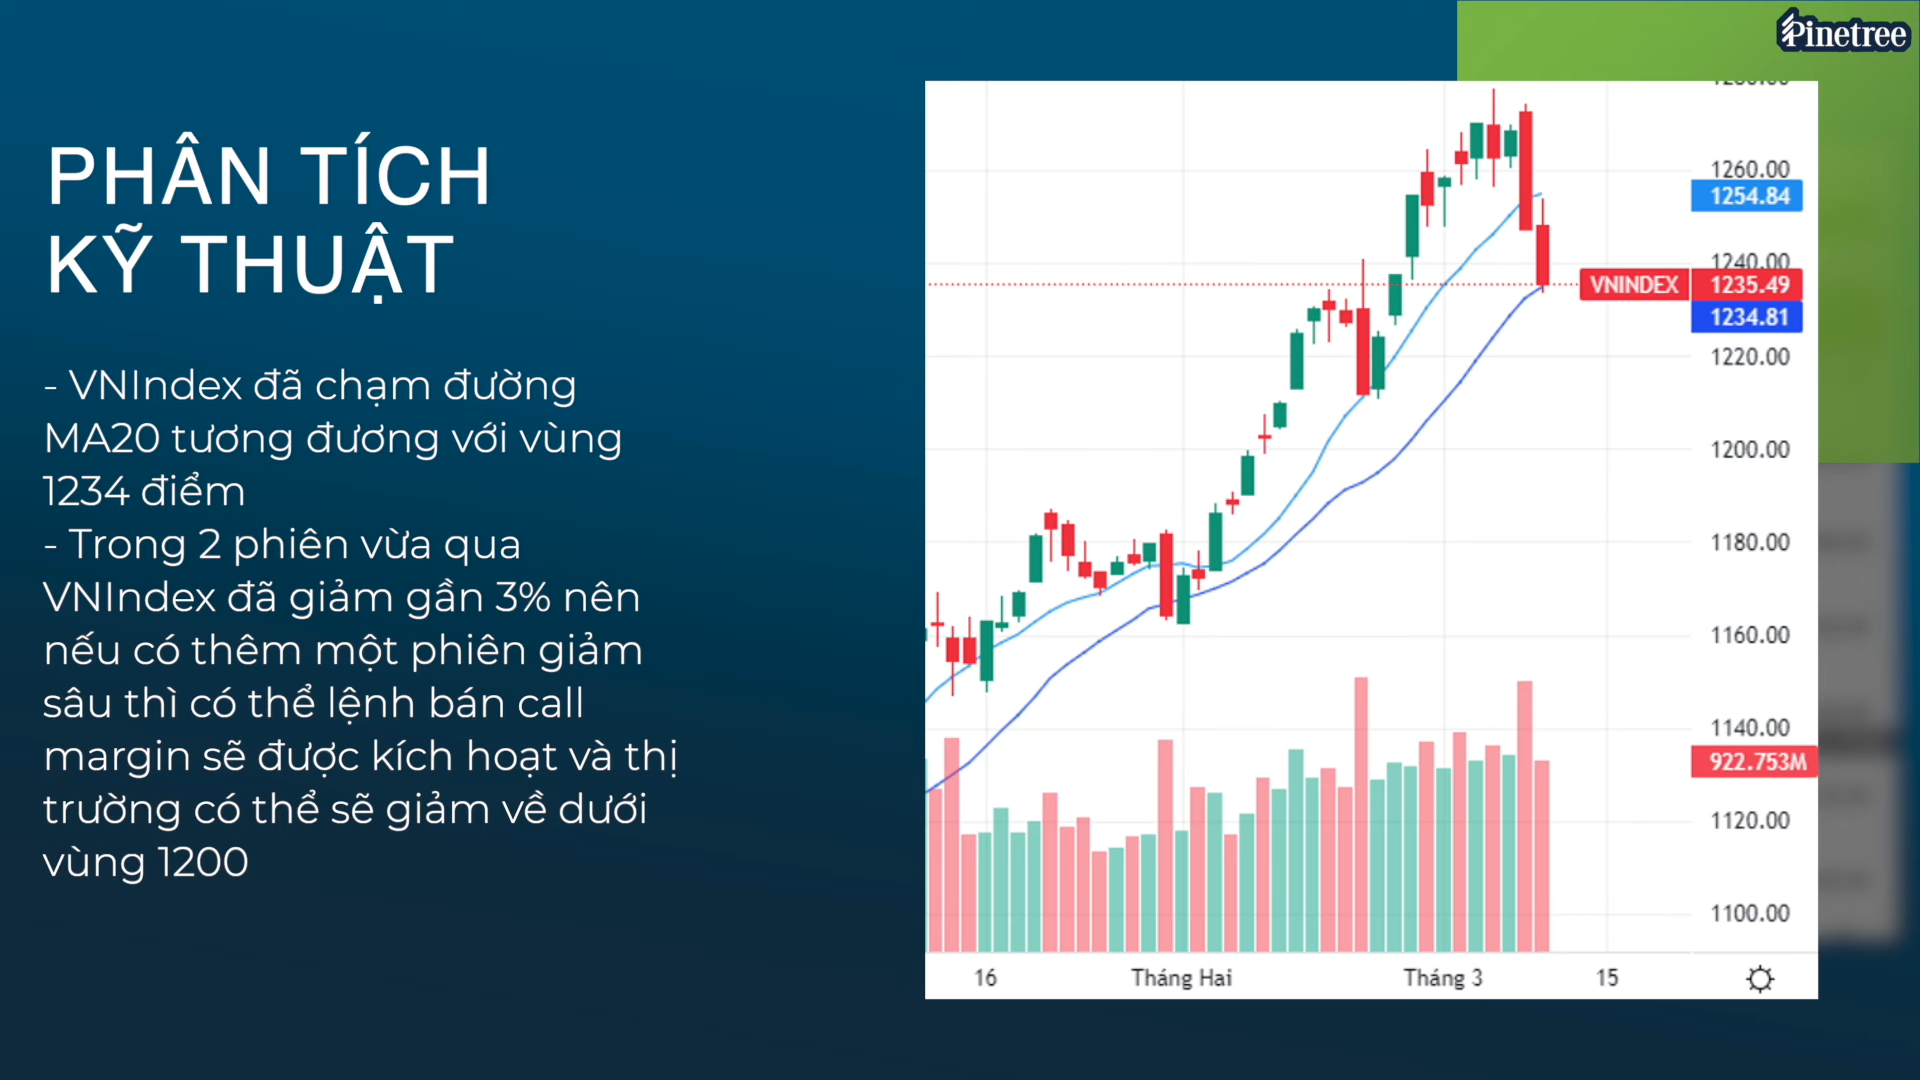 Pinetree
PHÂN TÍCH
KỸ THUẬT
- VNIndex đã chạm đường
MA20 tương đương với vùng
1234 điểm
- Trong 2 phiên vừa qua
VNIndex đã giảm gần 3% nên
nếu có thêm một phiên giảm
sâu thì có thể lệnh bán call
margin sẽ được kích hoạt và thị
trường có thể sẽ giảm về dưới
vùng 1200
1260.00
1254.84
1240.00
VNINDEX 1235.49
1234.81
1220.00
1200.00
1180.00
1160.00
1140.00
922.753M
1120.00
1100.00
16 Tháng Hai Tháng 3 15